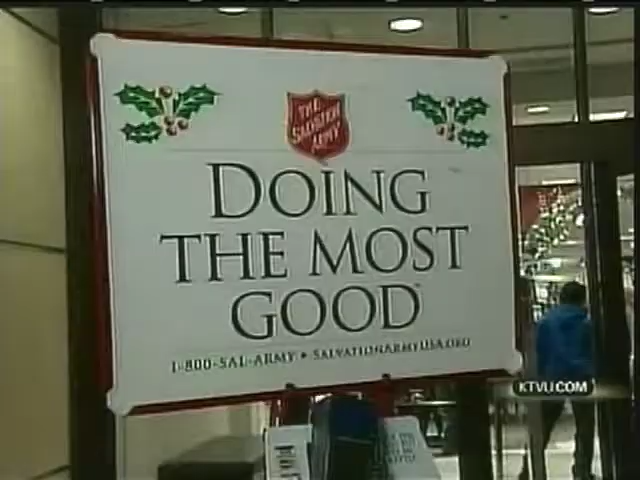 THE
SALVATION
ARMY
DOING
THE MOST
GOOD
1-800-SAL-ARMY • SALVATIONARMYUSA.ORG
KTVU.COM